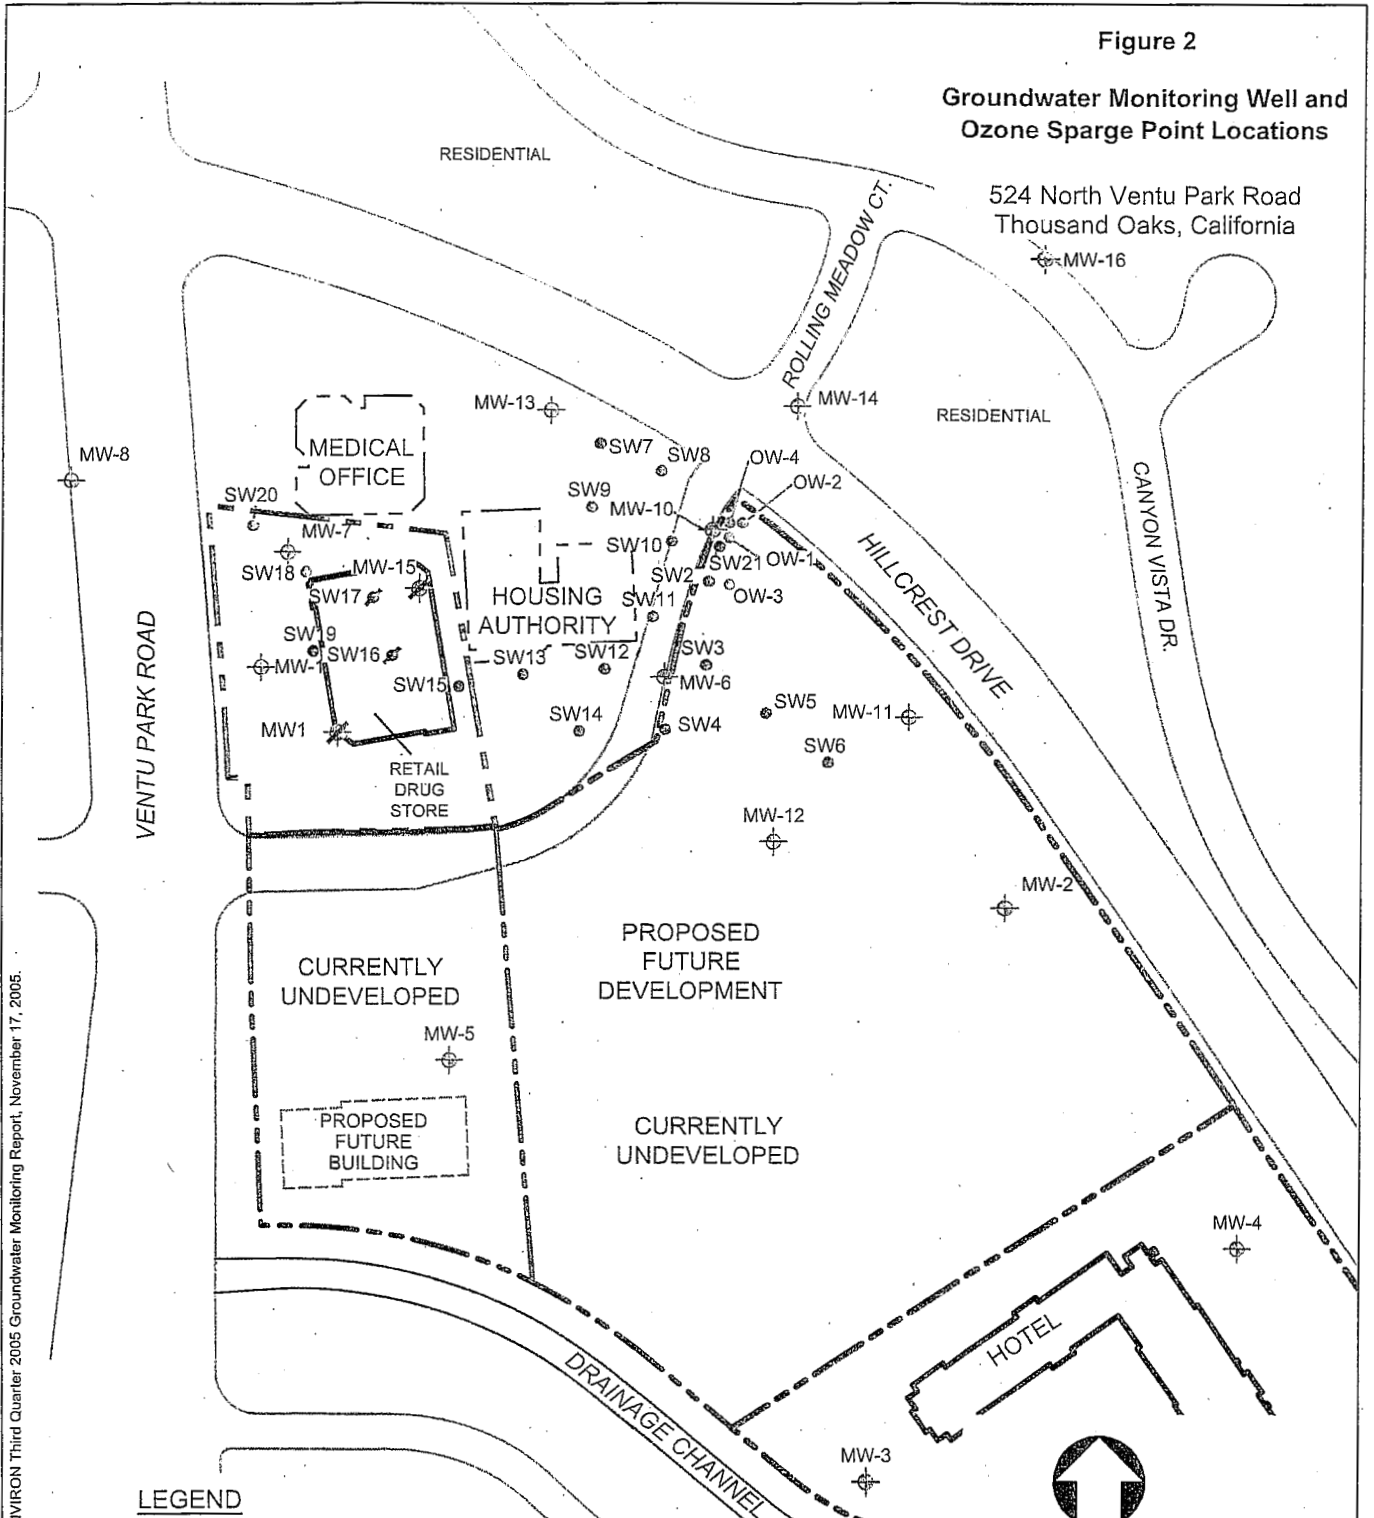 Figure 2
Groundwater Monitoring Well and
Ozone Sparge Point Locations
524 North Ventu Park Road
Thousand Oaks, California
MW-16
RESIDENTIAL
ROLLING MEADOW CT.
MW-13
MW-14
RESIDENTIAL
MW-8
MEDICAL
OFFICE
SW7
SW8
OW-4
OW-2
SW20
SW9
MW-10
MW-7
SW10
SW21
OW-1
SW18
MW-15
SW2
SW17
HOUSING
AUTHORITY
SW11
OW-3
HILLCREST DRIVE
CANYON VISTA DR.
VENTU PARK ROAD
SW19
MW-1
SW16
SW13
SW12
SW3
MW-6
SW15
MW1
SW14
SW4
SW5
MW-11
SW6
RETAIL
DRUG
STORE
MW-12
MW-2
PROPOSED
FUTURE
DEVELOPMENT
CURRENTLY
UNDEVELOPED
MW-5
PROPOSED
FUTURE
BUILDING
CURRENTLY
UNDEVELOPED
MW-4
HOTEL
DRAINAGE CHANNEL
MW-3
LEGEND
NVIRON Third Quarter 2005 Groundwater Monitoring Report, November 17, 2005.